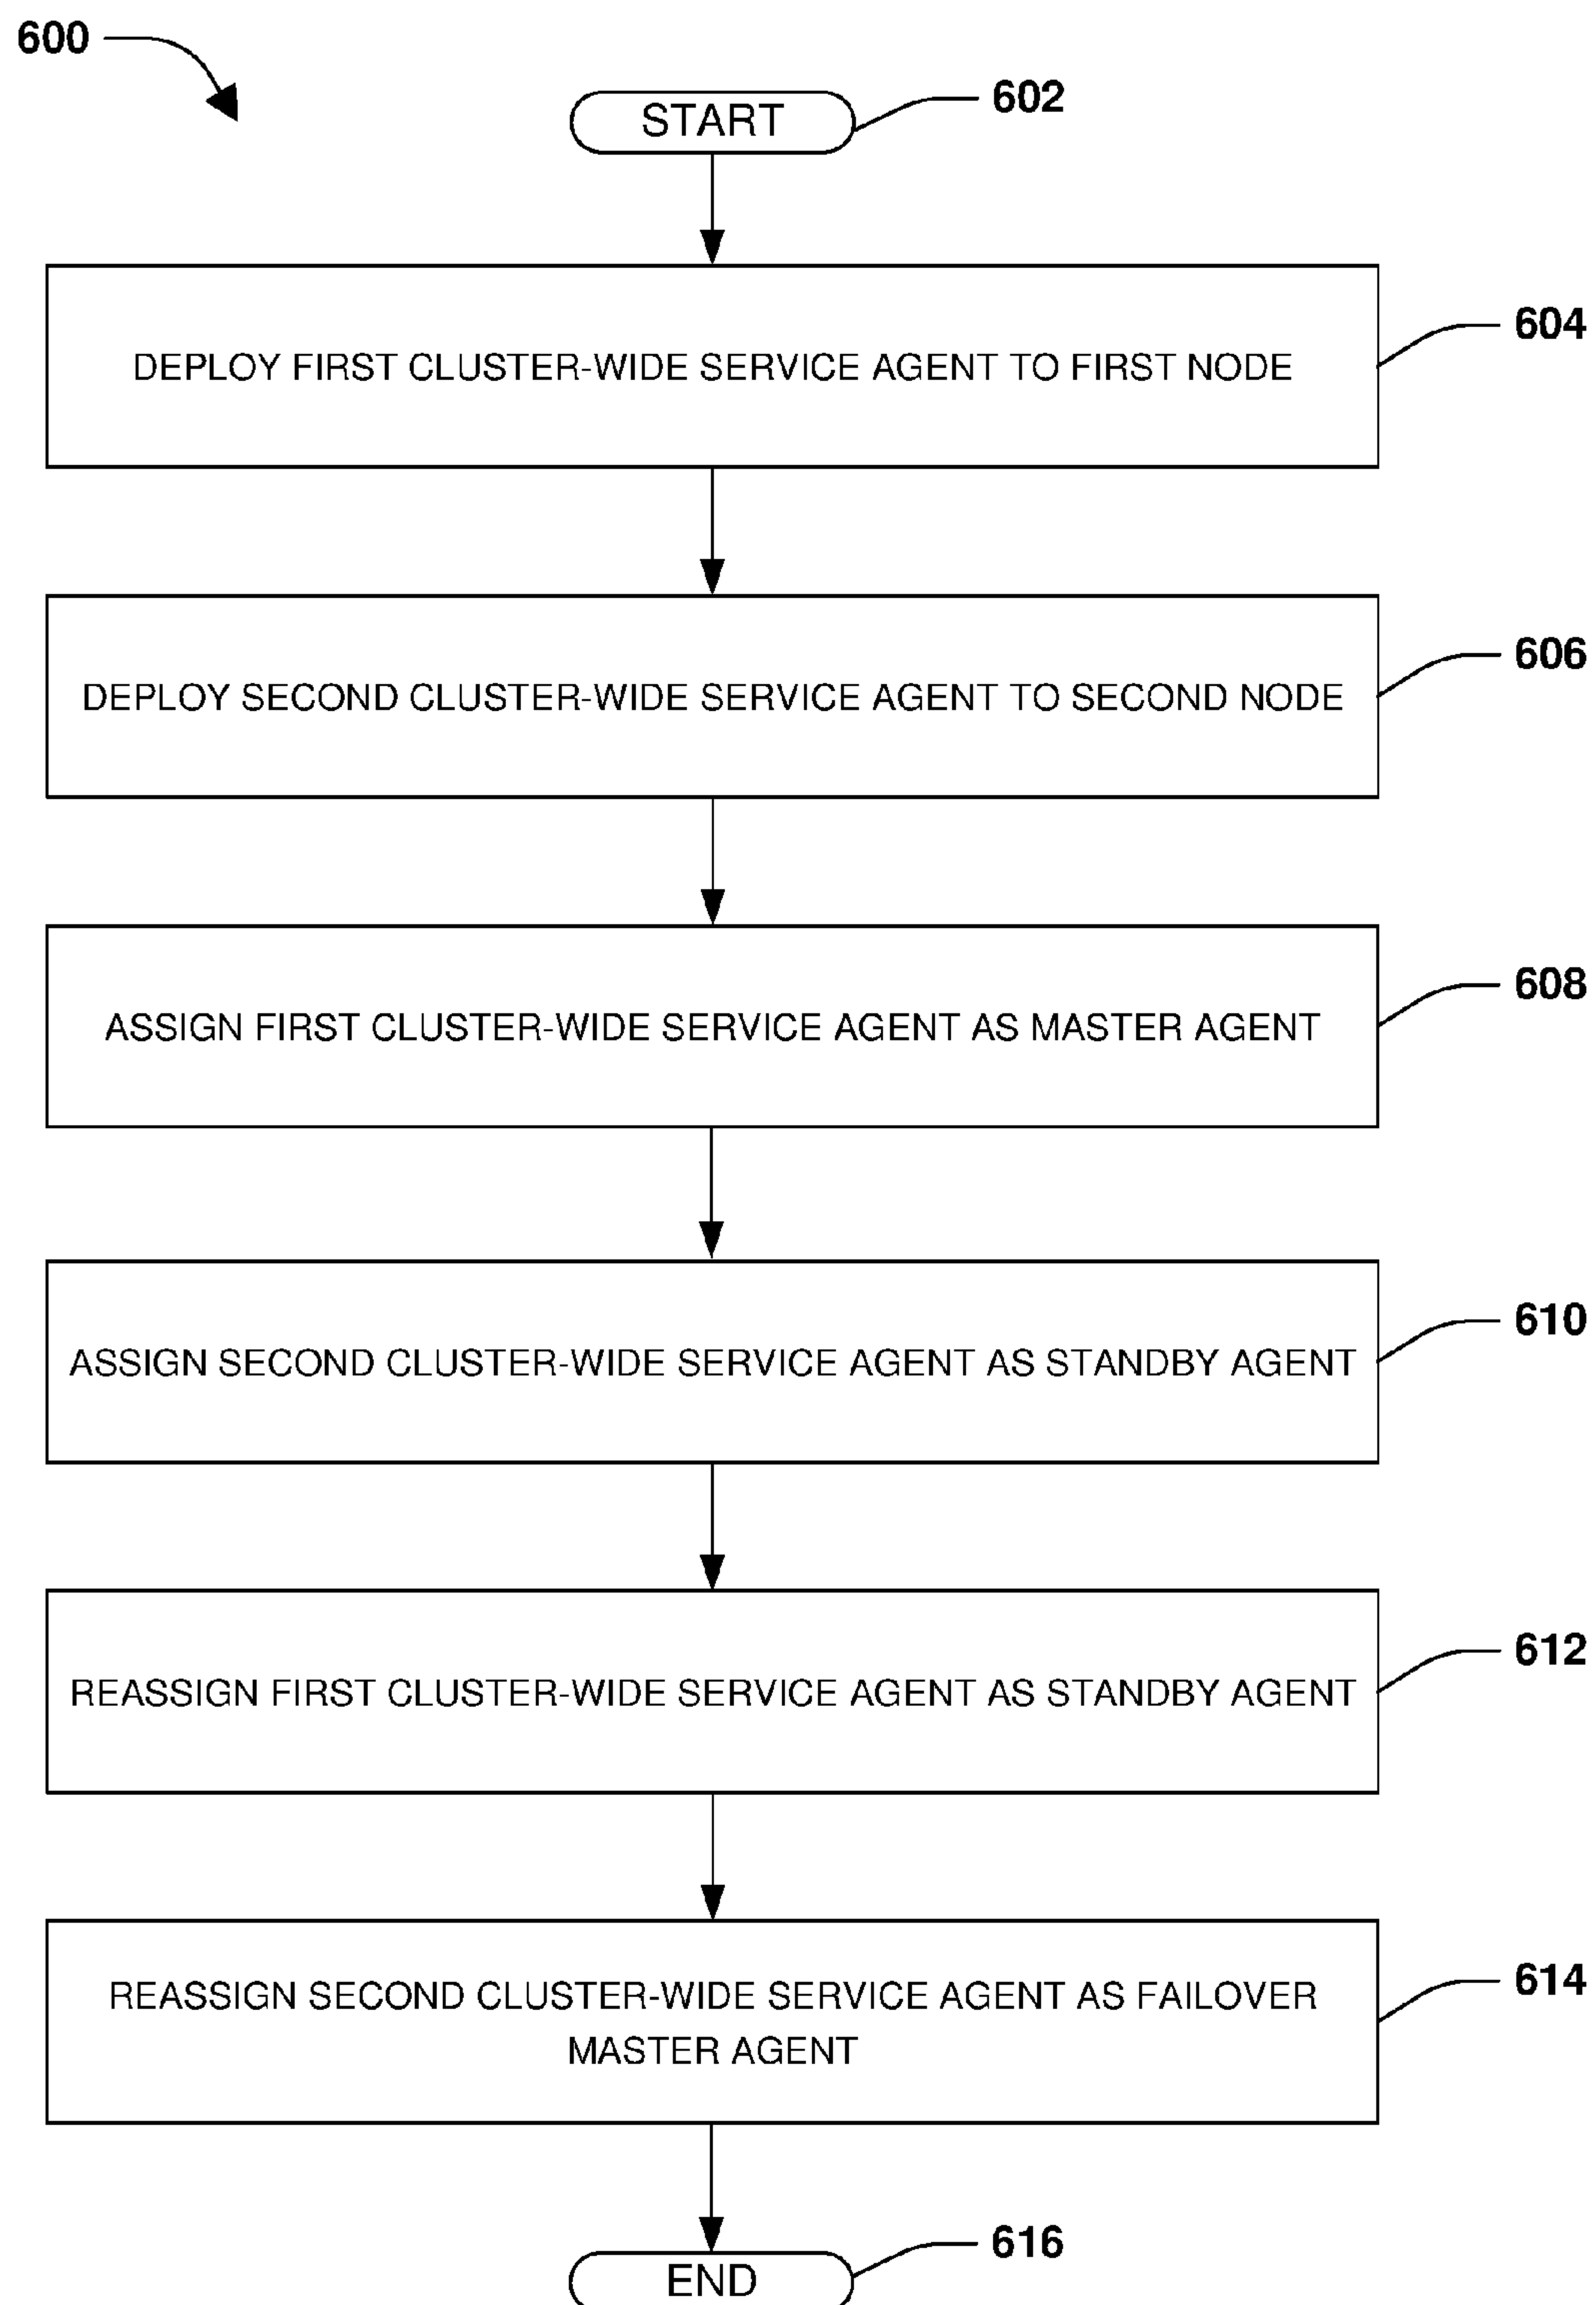 600
START
602
DEPLOY FIRST CLUSTER-WIDE SERVICE AGENT TO FIRST NODE
604
DEPLOY SECOND CLUSTER-WIDE SERVICE AGENT TO SECOND NODE
606
ASSIGN FIRST CLUSTER-WIDE SERVICE AGENT AS MASTER AGENT
608
ASSIGN SECOND CLUSTER-WIDE SERVICE AGENT AS STANDBY AGENT
610
REASSIGN FIRST CLUSTER-WIDE SERVICE AGENT AS STANDBY AGENT
612
REASSIGN SECOND CLUSTER-WIDE SERVICE AGENT AS FAILOVER
MASTER AGENT
614
END
616